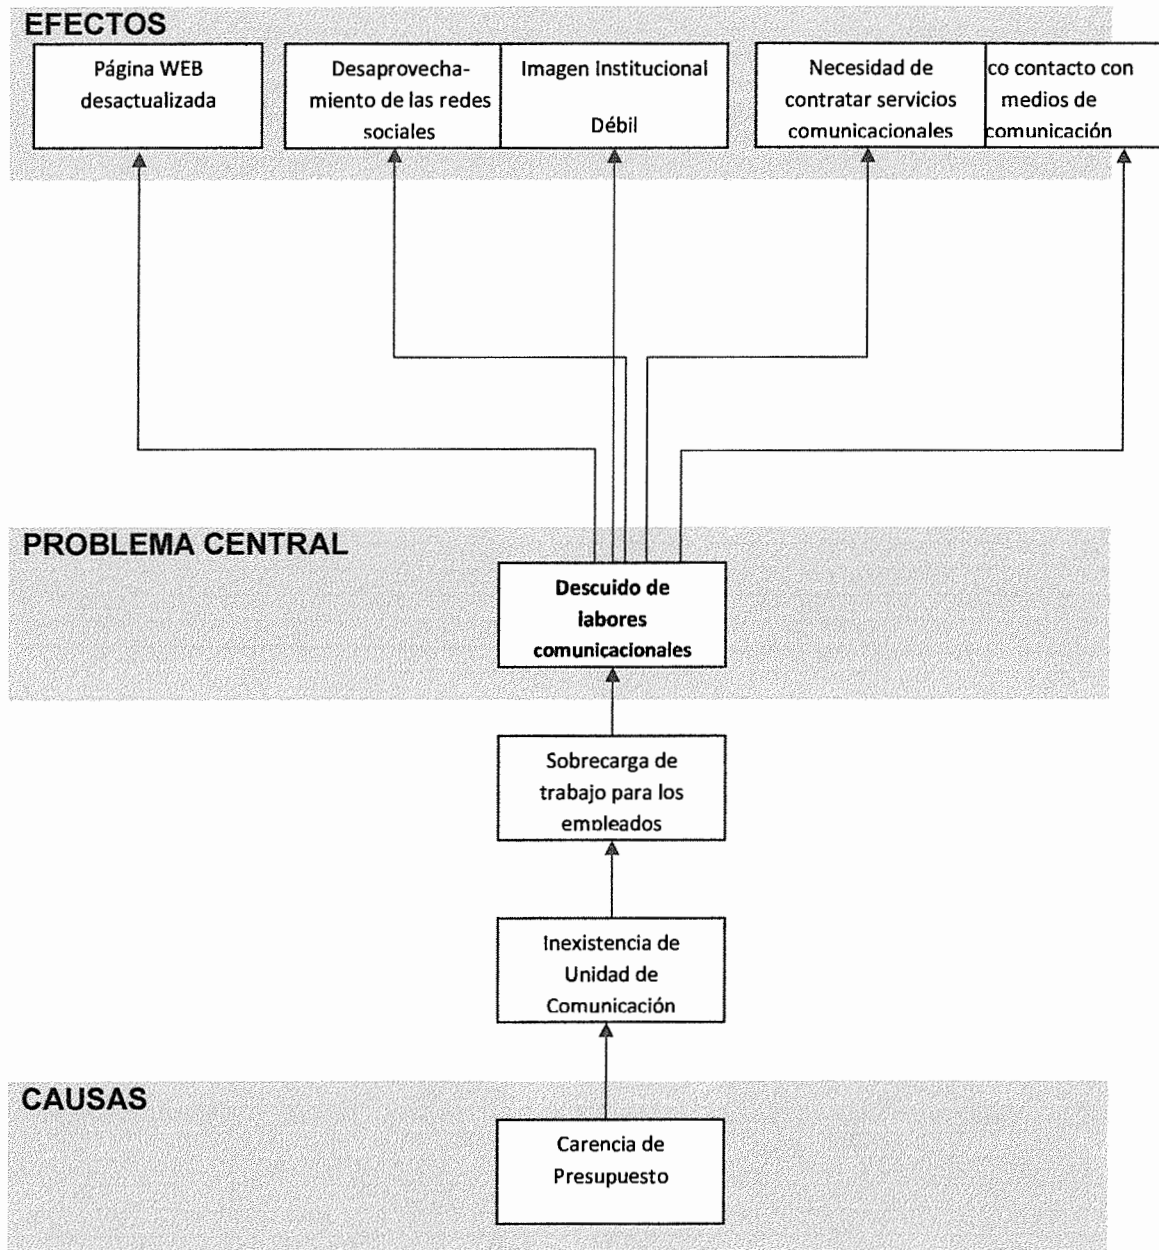 EFECTOS
Página WEB
desactualizada
Desaprovecha-
miento de las redes
sociales
Imagen Institucional
Débil
Necesidad de
contratar servicios
comunicacionales
co contacto con
medios de
comunicación
PROBLEMA CENTRAL
Descuido de
labores
comunicacionales
Sobrecarga de
trabajo para los
empleados
Inexistencia de
Unidad de
Comunicación
CAUSAS
Carencia de
Presupuesto